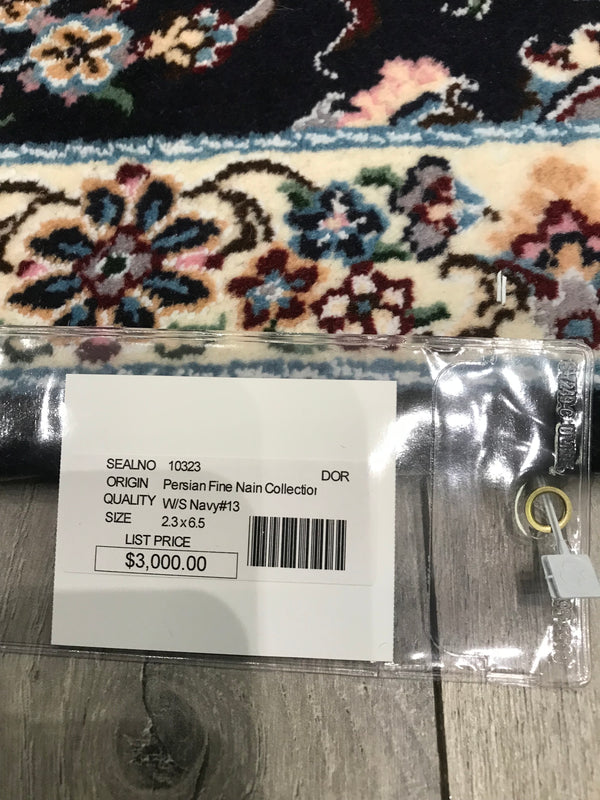 SEALNO 10323
DOR
ORIGIN Persian Fine Nain Collection
QUALITY W/S Navy#13
SIZE 2.3 x 6.5
LIST PRICE
$3,000.00